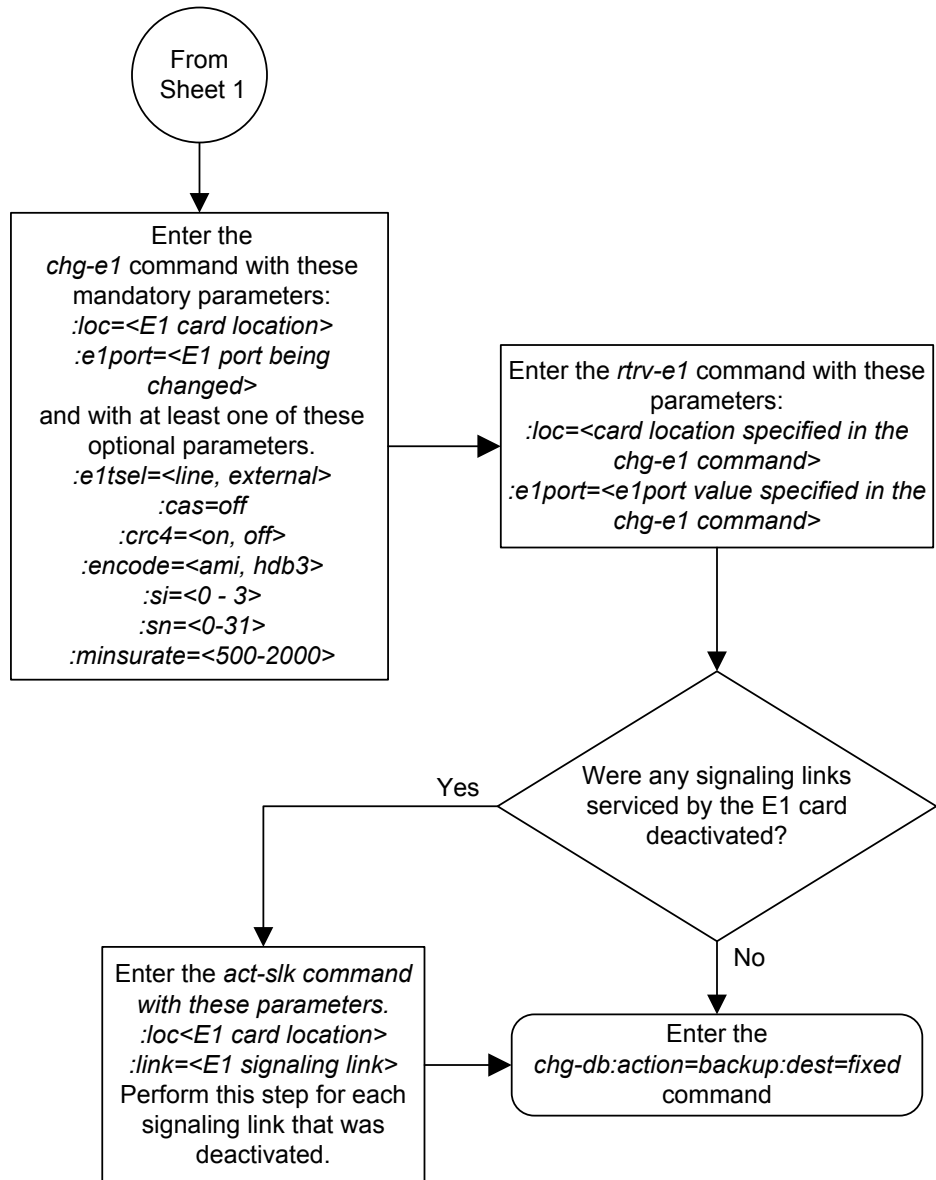 From
Sheet 1
Enter the
chg-e1 command with these
mandatory parameters:
:loc=<E1 card location>
:e1port=<E1 port being
changed>
and with at least one of these
optional parameters.
:e1tsel=<line, external>
:cas=off
:crc4=<on, off>
:encode=<ami, hdb3>
:si=<0 - 3>
:sn=<0-31>
:minsurate=<500-2000>
Enter the rtrv-e1 command with these
parameters:
:loc=<card location specified in the
chg-e1 command>
:e1port=<e1port value specified in the
chg-e1 command>
Were any signaling links
serviced by the E1 card
deactivated?
Yes
No
Enter the act-slk command
with these parameters.
:loc<E1 card location>
:link=<E1 signaling link>
Perform this step for each
signaling link that was
deactivated.
Enter the
chg-db:action=backup:dest=fixed
command